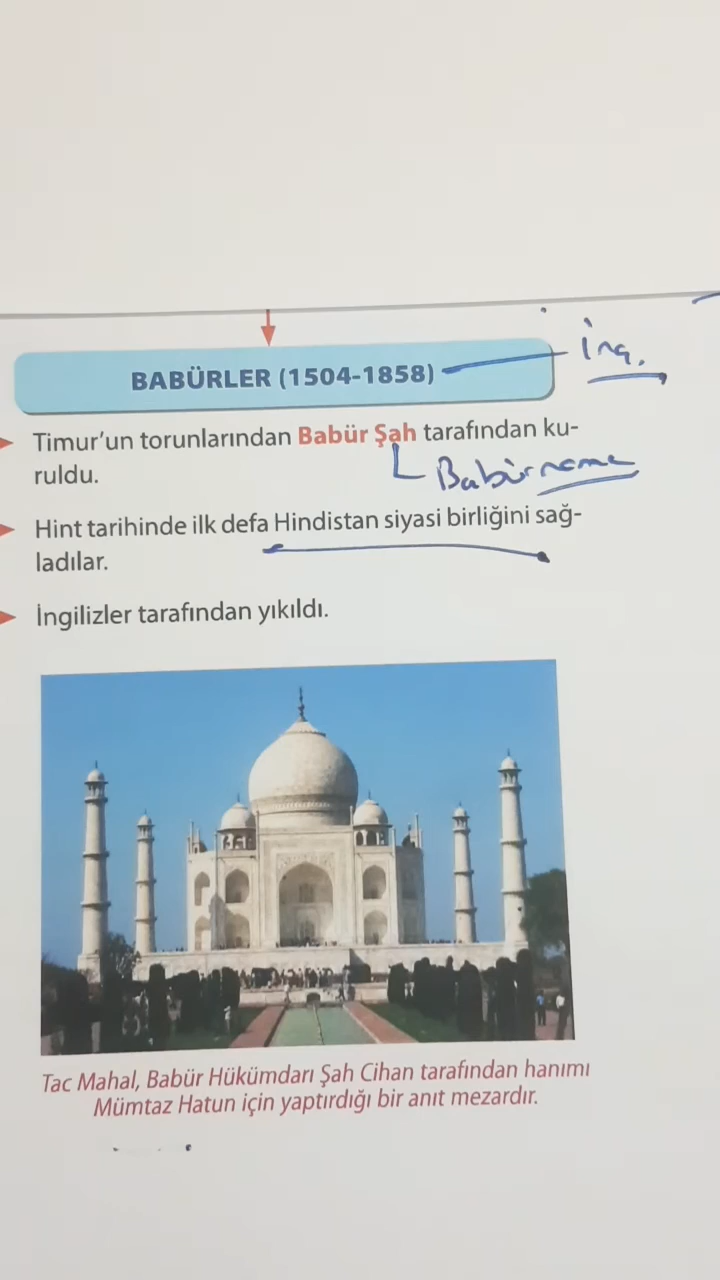 BABÜRLER (1504-1858)
İng.
Timur'un torunlarından Babür Şah tarafından ku-
ruldu.
Babürname
Hint tarihinde ilk defa Hindistan siyasi birliğini sağ-
ladılar.
İngilizler tarafından yıkıldı.
Tac Mahal, Babür Hükümdarı Şah Cihan tarafından hanımı
Mümtaz Hatun için yaptırdığı bir anıt mezardır.